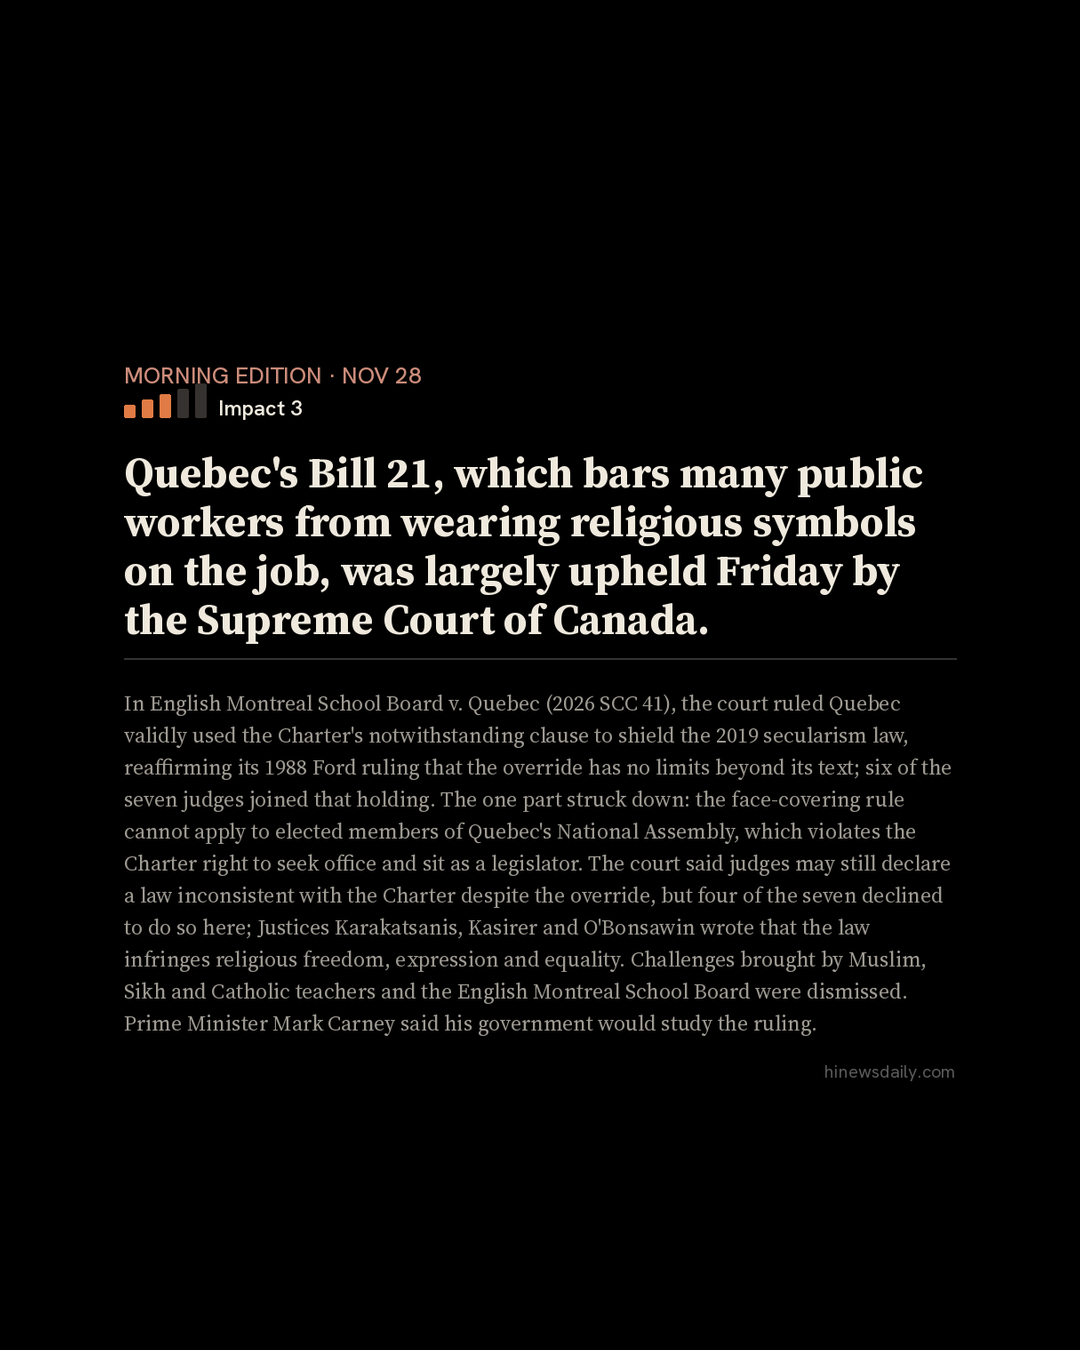 MORNING EDITION · NOV 28
Impact 3
Quebec's Bill 21, which bars many public
workers from wearing religious symbols
on the job, was largely upheld Friday by
the Supreme Court of Canada.
In English Montreal School Board v. Quebec (2026 SCC 41), the court ruled Quebec
validly used the Charter's notwithstanding clause to shield the 2019 secularism law,
reaffirming its 1988 Ford ruling that the override has no limits beyond its text; six of the
seven judges joined that holding. The one part struck down: the face-covering rule
cannot apply to elected members of Quebec's National Assembly, which violates the
Charter right to seek office and sit as a legislator. The court said judges may still declare
a law inconsistent with the Charter despite the override, but four of the seven declined
to do so here; Justices Karakatsanis, Kasirer and O'Bonsawin wrote that the law
infringes religious freedom, expression and equality. Challenges brought by Muslim,
Sikh and Catholic teachers and the English Montreal School Board were dismissed.
Prime Minister Mark Carney said his government would study the ruling.
hinewsdaily.com